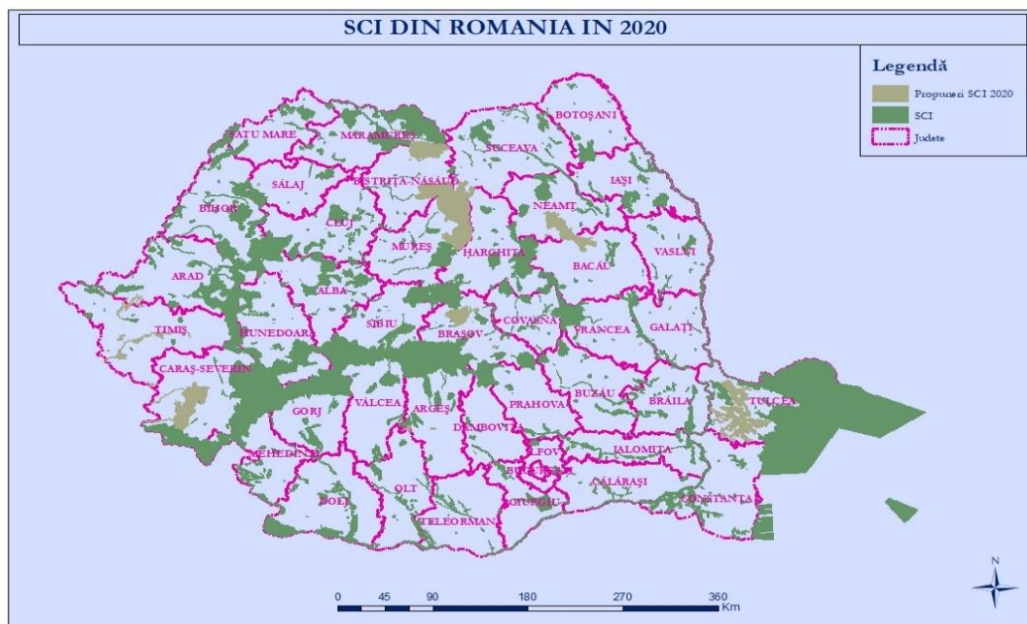 SCI DIN ROMANIA IN 2020
Legendă
Propuneri SCI 2020
SCI
Județe
BOTOȘANI
SATU MARE
MARAMUREȘ
SUCEAVA
SĂLAJ
BISTRIȚA-NĂSĂUD
IAȘI
BIHOR
NEAMȚ
CLUJ
MUREȘ
HARGHITA
VASLUI
BACĂU
ARAD
ALBA
TIMIȘ
HUNEDOARA
SIBIU
BRAȘOV
COVASNA
VRANCEA
GALAȚI
CARAȘ-SEVERIN
GORJ
VÂLCEA
ARGEȘ
PRAHOVA
BUZĂU
BRĂILA
TULCEA
DÂMBOVIȚA
MEHEDINȚI
ILFOV
IALOMIȚA
DOLJ
OLT
GIURGIU
CĂLĂRAȘI
CONSTANȚA
TELEORMAN
N
0 45 90 180 270 360
Km